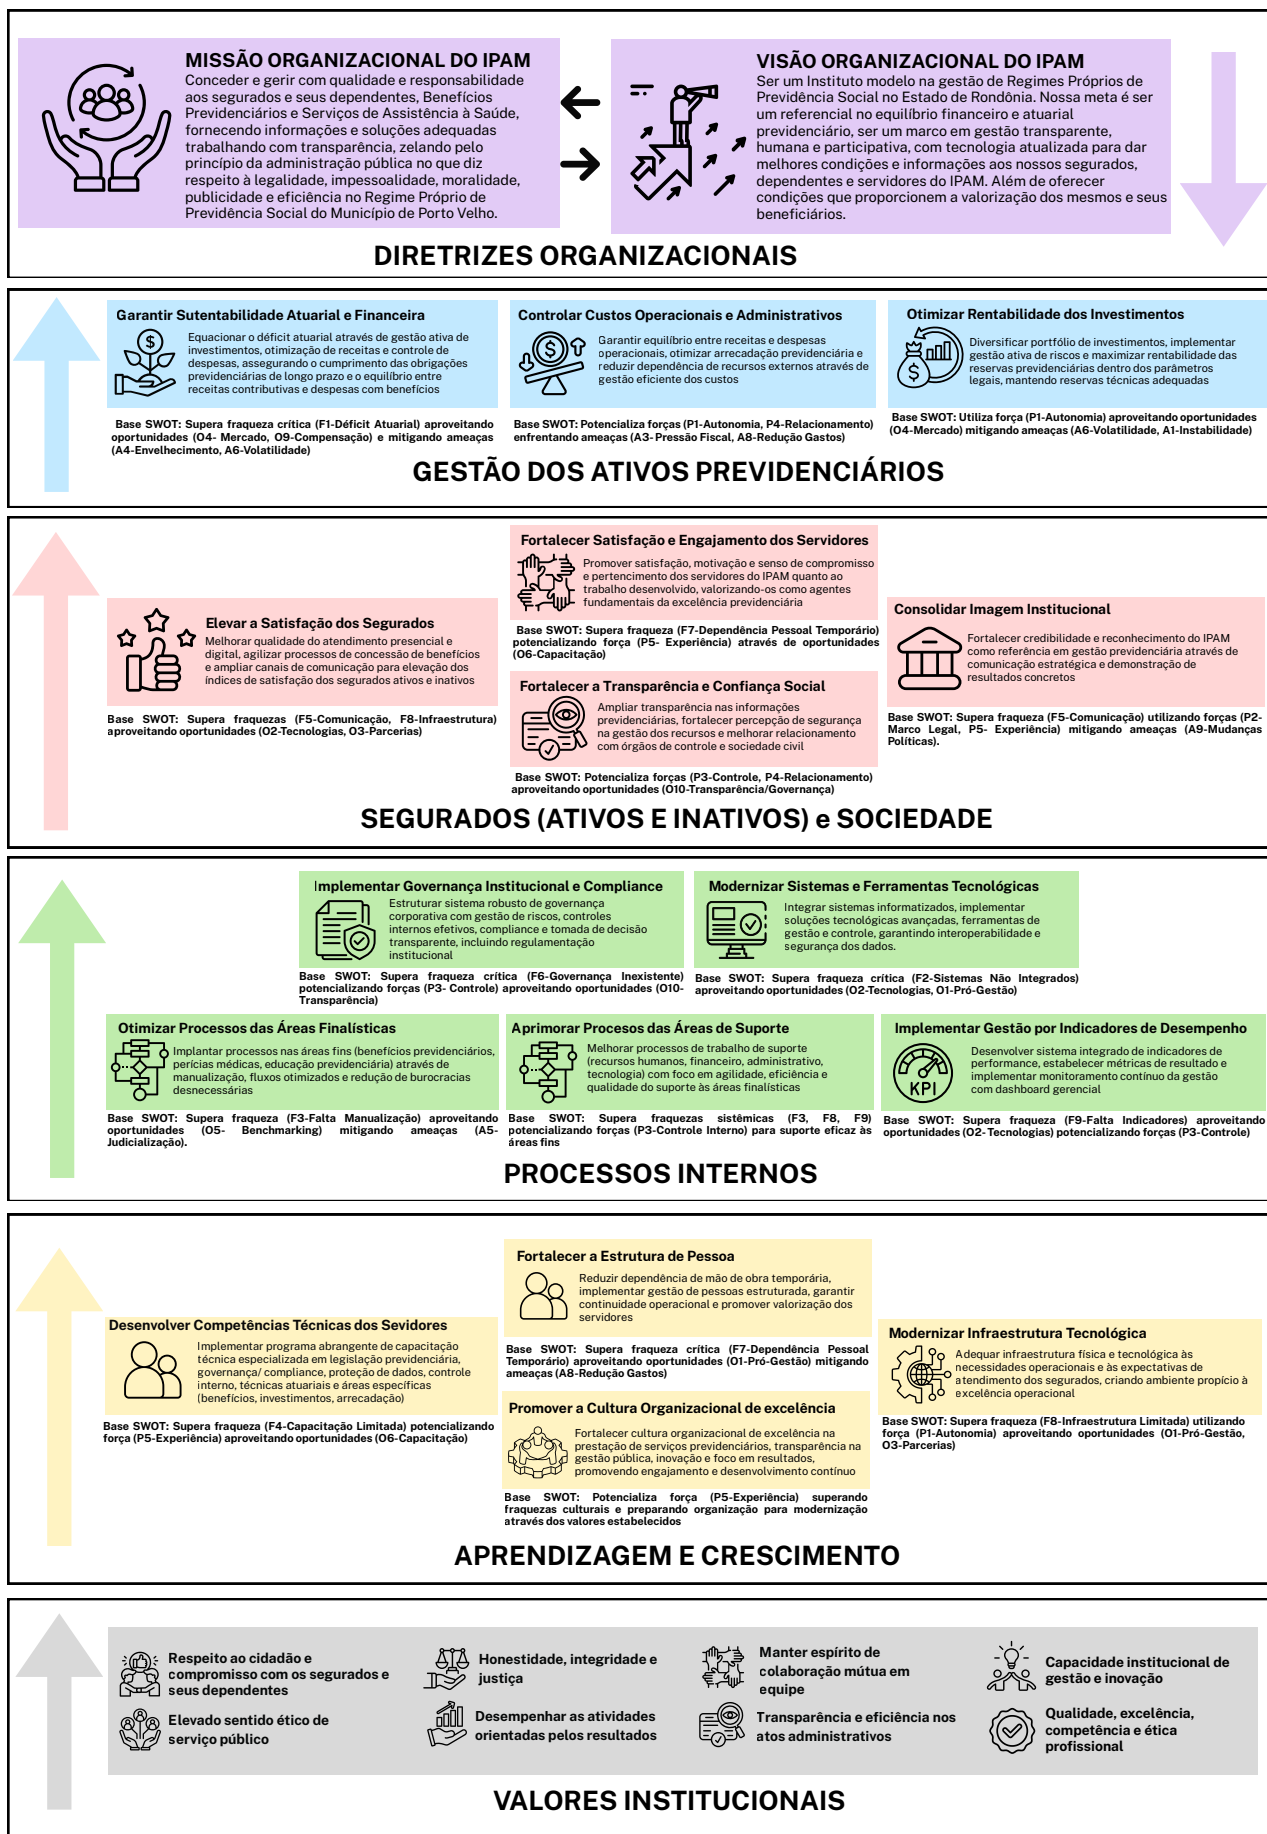 MISSÃO ORGANIZACIONAL DO IPAM
Conceder e gerir com qualidade e responsabilidade
aos segurados e seus dependentes, Benefícios
Previdenciários e Serviços de Assistência à Saúde,
fornecendo informações e soluções adequadas
trabalhando com transparência, zelando pelo
princípio da administração pública no que diz
respeito à legalidade, impessoalidade, moralidade,
publicidade e eficiência no Regime Próprio de
Previdência Social do Município de Porto Velho.
VISÃO ORGANIZACIONAL DO IPAM
Ser um Instituto modelo na gestão de Regimes Próprios de
Previdência Social no Estado de Rondônia. Nossa meta é ser
um referencial no equilíbrio financeiro e atuarial
previdenciário, ser um marco em gestão transparente,
humana e participativa, com tecnologia atualizada para dar
melhores condições e informações aos nossos segurados,
dependentes e servidores do IPAM. Além de oferecer
condições que proporcionem a valorização dos mesmos e seus
beneficiários.
DIRETRIZES ORGANIZACIONAIS
Garantir Sutentabilidade Atuarial e Financeira
Equacionar o déficit atuarial através de gestão ativa de
investimentos, otimização de receitas e controle de
despesas, assegurando o cumprimento das obrigações
previdenciárias de longo prazo e o equilíbrio entre
receitas contributivas e despesas com benefícios
Base SWOT: Supera fraqueza crítica (F1-Déficit Atuarial) aproveitando
oportunidades (O4- Mercado, O9-Compensação) e mitigando ameaças
(A4-Envelhecimento, A6-Volatilidade)
Controlar Custos Operacionais e Administrativos
Garantir equilíbrio entre receitas e despesas
operacionais, otimizar arrecadação previdenciária e
reduzir dependência de recursos externos através de
gestão eficiente dos custos
Base SWOT: Potencializa forças (P1-Autonomia, P4-Relacionamento)
enfrentando ameaças (A3- Pressão Fiscal, A8-Redução Gastos)
Otimizar Rentabilidade dos Investimentos
Diversificar portfólio de investimentos, implementar
gestão ativa de riscos e maximizar rentabilidade das
reservas previdenciárias dentro dos parâmetros
legais, mantendo reservas técnicas adequadas
Base SWOT: Utiliza força (P1-Autonomia) aproveitando oportunidades
(O4-Mercado) mitigando ameaças (A6-Volatilidade, A1-Instabilidade)
GESTÃO DOS ATIVOS PREVIDENCIÁRIOS
Elevar a Satisfação dos Segurados
Melhorar qualidade do atendimento presencial e
digital, agilizar processos de concessão de benefícios
e ampliar canais de comunicação para elevação dos
índices de satisfação dos segurados ativos e inativos
Base SWOT: Supera fraquezas (F5-Comunicação, F8-Infraestrutura)
aproveitando oportunidades (O2-Tecnologias, O3-Parcerias)
Fortalecer Satisfação e Engajamento dos Servidores
Promover satisfação, motivação e senso de compromisso
e pertencimento dos servidores do IPAM quanto ao
trabalho desenvolvido, valorizando-os como agentes
fundamentais da excelência previdenciária
Base SWOT: Supera fraqueza (F7-Dependência Pessoal Temporário)
potencializando força (P5- Experiência) através de oportunidades
(O6-Capacitação)
Fortalecer a Transparência e Confiança Social
Ampliar transparência nas informações
previdenciárias, fortalecer percepção de segurança
na gestão dos recursos e melhorar relacionamento
com órgãos de controle e sociedade civil
Base SWOT: Potencializa forças (P3-Controle, P4-Relacionamento)
aproveitando oportunidades (O10-Transparência/Governança)
Consolidar Imagem Institucional
Fortalecer credibilidade e reconhecimento do IPAM
como referência em gestão previdenciária através de
comunicação estratégica e demonstração de
resultados concretos
Base SWOT: Supera fraqueza (F5-Comunicação) utilizando forças (P2-
Marco Legal, P5- Experiência) mitigando ameaças (A9-Mudanças
Políticas).
SEGURADOS (ATIVOS E INATIVOS) e SOCIEDADE
Implementar Governança Institucional e Compliance
Estruturar sistema robusto de governança
corporativa com gestão de riscos, controles
internos efetivos, compliance e tomada de decisão
transparente, incluindo regulamentação
institucional
Base SWOT: Supera fraqueza crítica (F6-Governança Inexistente)
potencializando forças (P3- Controle) aproveitando oportunidades (O10-
Transparência)
Modernizar Sistemas e Ferramentas Tecnológicas
Integrar sistemas informatizados, implementar
soluções tecnológicas avançadas, ferramentas de
gestão e controle, garantindo interoperabilidade e
segurança dos dados.
Base SWOT: Supera fraqueza crítica (F2-Sistemas Não Integrados)
aproveitando oportunidades (O2-Tecnologias, O1-Pró-Gestão)
Otimizar Processos das Áreas Finalísticas
Implantar processos nas áreas fins (benefícios previdenciários,
perícias médicas, educação previdenciária) através de
manualização, fluxos otimizados e redução de burocracias
desnecessárias
Base SWOT: Supera fraqueza (F3-Falta Manualização) aproveitando
oportunidades (O5- Benchmarking) mitigando ameaças (A5-
Judicialização).
Aprimorar Procesos das Áreas de Suporte
Melhorar processos de trabalho de suporte
(recursos humanos, financeiro, administrativo,
tecnologia) com foco em agilidade, eficiência e
qualidade do suporte às áreas finalísticas
Base SWOT: Supera fraquezas sistêmicas (F3, F8, F9)
potencializando forças (P3-Controle Interno) para suporte eficaz às
áreas fins
Implementar Gestão por Indicadores de Desempenho
KPI
Desenvolver sistema integrado de indicadores de
performance, estabelecer métricas de resultado e
implementar monitoramento contínuo da gestão
com dashboard gerencial
Base SWOT: Supera fraqueza (F9-Falta Indicadores) aproveitando
oportunidades (O2- Tecnologias) potencializando forças (P3-Controle)
PROCESSOS INTERNOS
Desenvolver Competências Técnicas dos Sevidores
Implementar programa abrangente de capacitação
técnica especializada em legislação previdenciária,
governança/ compliance, proteção de dados, controle
interno, técnicas atuariais e áreas específicas
(benefícios, investimentos, arrecadação)
Base SWOT: Supera fraqueza (F4-Capacitação Limitada) potencializando
força (P5-Experiência) aproveitando oportunidades (O6-Capacitação)
Fortalecer a Estrutura de Pessoa
Reduzir dependência de mão de obra temporária,
implementar gestão de pessoas estruturada, garantir
continuidade operacional e promover valorização dos
servidores
Base SWOT: Supera fraqueza crítica (F7-Dependência Pessoal
Temporário) aproveitando oportunidades (O1-Pró-Gestão) mitigando
ameaças (A8-Redução Gastos)
Promover a Cultura Organizacional de excelência
Fortalecer cultura organizacional de excelência na
prestação de serviços previdenciários, transparência na
gestão pública, inovação e foco em resultados,
promovendo engajamento e desenvolvimento contínuo
Base SWOT: Potencializa força (P5-Experiência) superando
fraquezas culturais e preparando organização para modernização
através dos valores estabelecidos
Modernizar Infraestrutura Tecnológica
Adequar infraestrutura física e tecnológica às
necessidades operacionais e às expectativas de
atendimento dos segurados, criando ambiente propício à
excelência operacional
Base SWOT: Supera fraqueza (F8-Infraestrutura Limitada) utilizando
força (P1-Autonomia) aproveitando oportunidades (O1-Pró-Gestão,
O3-Parcerias)
APRENDIZAGEM E CRESCIMENTO
Respeito ao cidadão e
compromisso com os segurados e
seus dependentes
Honestidade, integridade e
justiça
Manter espírito de
colaboração mútua em
equipe
Capacidade institucional de
gestão e inovação
Elevado sentido ético de
serviço público
Desempenhar as atividades
orientadas pelos resultados
Transparência e eficiência nos
atos administrativos
Qualidade, excelência,
competência e ética
profissional
VALORES INSTITUCIONAIS